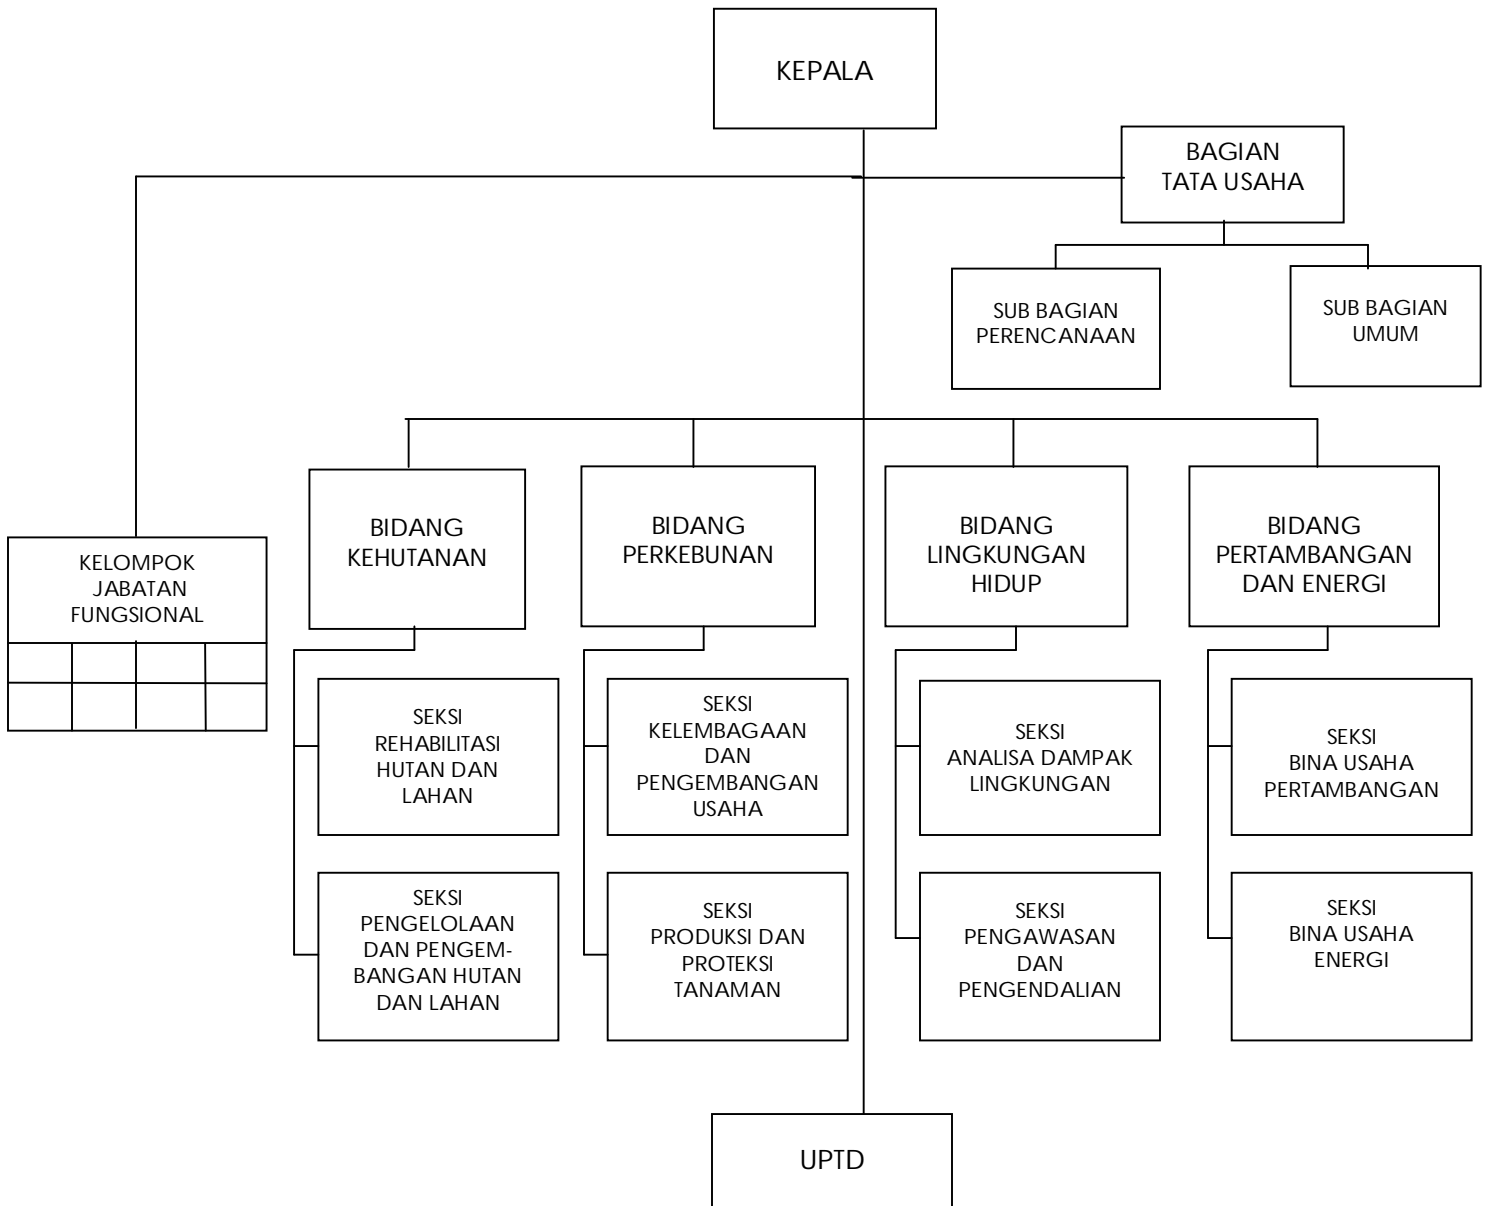 KEPALA
BAGIAN
TATA USAHA
SUB BAGIAN
PERENCANAAN
SUB BAGIAN
UMUM
BIDANG
KEHUTANAN
BIDANG
PERKEBUNAN
BIDANG
LINGKUNGAN
HIDUP
BIDANG
PERTAMBANGAN
DAN ENERGI
KELOMPOK
JABATAN
FUNGSIONAL
SEKSI
REHABILITASI
HUTAN DAN
LAHAN
SEKSI
KELEMBAGAAN
DAN
PENGEMBANGAN
USAHA
SEKSI
ANALISA DAMPAK
LINGKUNGAN
SEKSI
BINA USAHA
PERTAMBANGAN
SEKSI
PENGELOLAAN
DAN PENGEM-
BANGAN HUTAN
DAN LAHAN
SEKSI
PRODUKSI DAN
PROTEKSI
TANAMAN
SEKSI
PENGAWASAN
DAN
PENGENDALIAN
SEKSI
BINA USAHA
ENERGI
UPTD